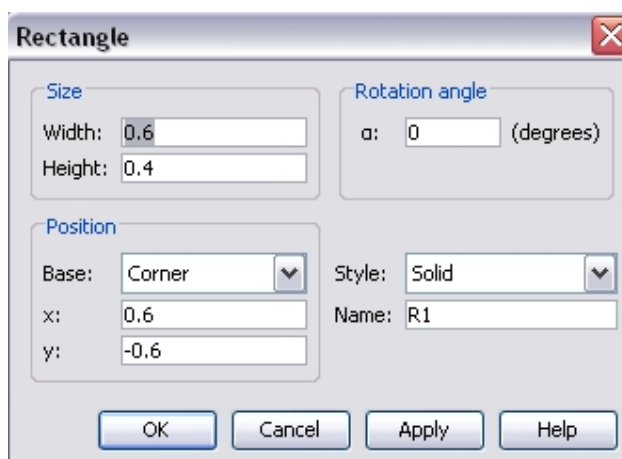 Rectangle
Size
Width: 0.6
Height: 0.4
Rotation angle
α: 0 (degrees)
Position
Base: Corner
x: 0.6
y: -0.6
Style: Solid
Name: R1
OK Cancel Apply Help